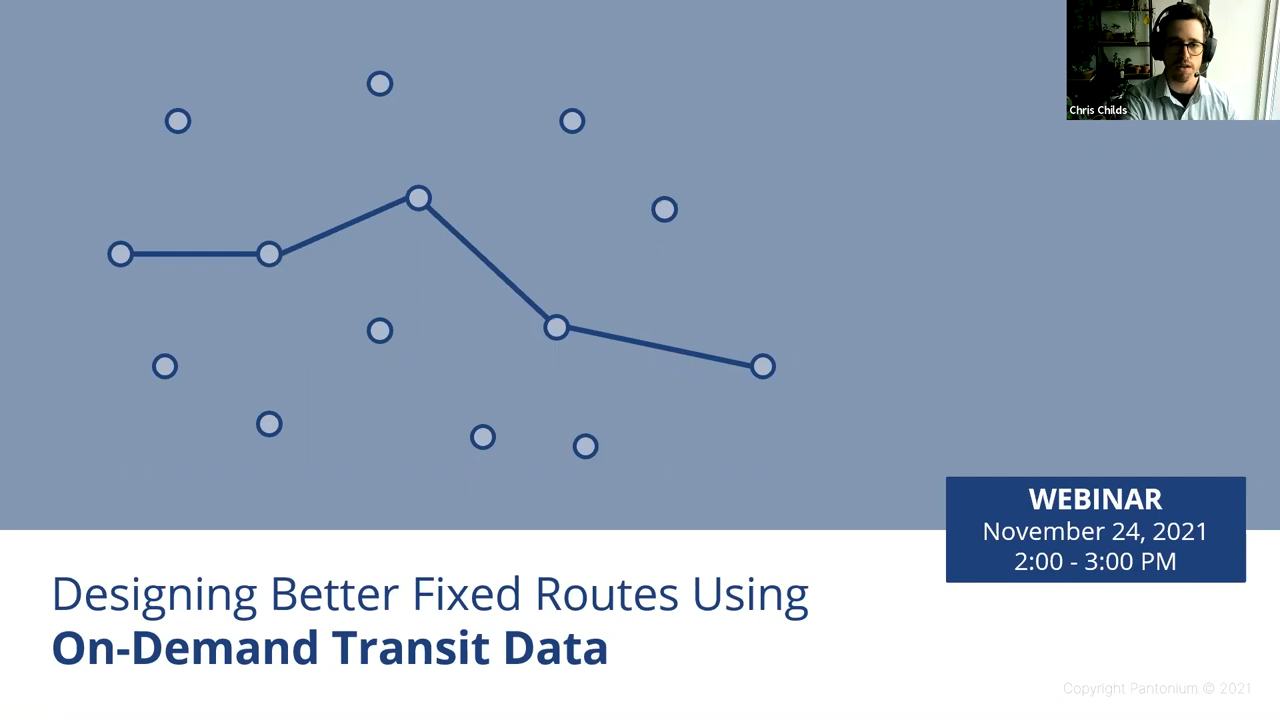 Chris Childs
WEBINAR
November 24, 2021
2:00 - 3:00 PM
Designing Better Fixed Routes Using
On-Demand Transit Data
Copyright Pantonium © 2021